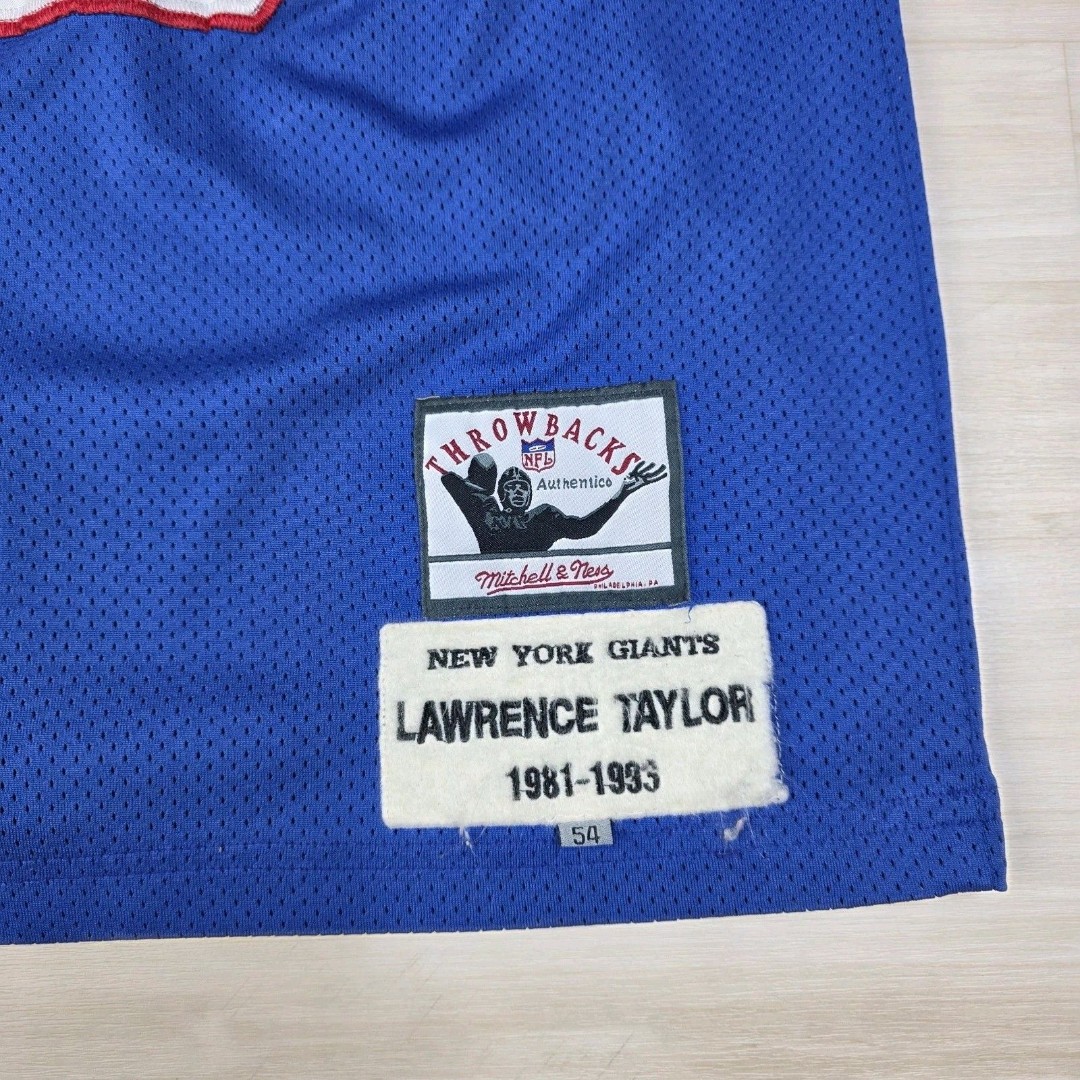 THROWBACKS
NFL
Authentico
Mitchell & Ness
PHILADELPHIA, PA
NEW YORK GIANTS
LAWRENCE TAYLOR
1981-1993
54